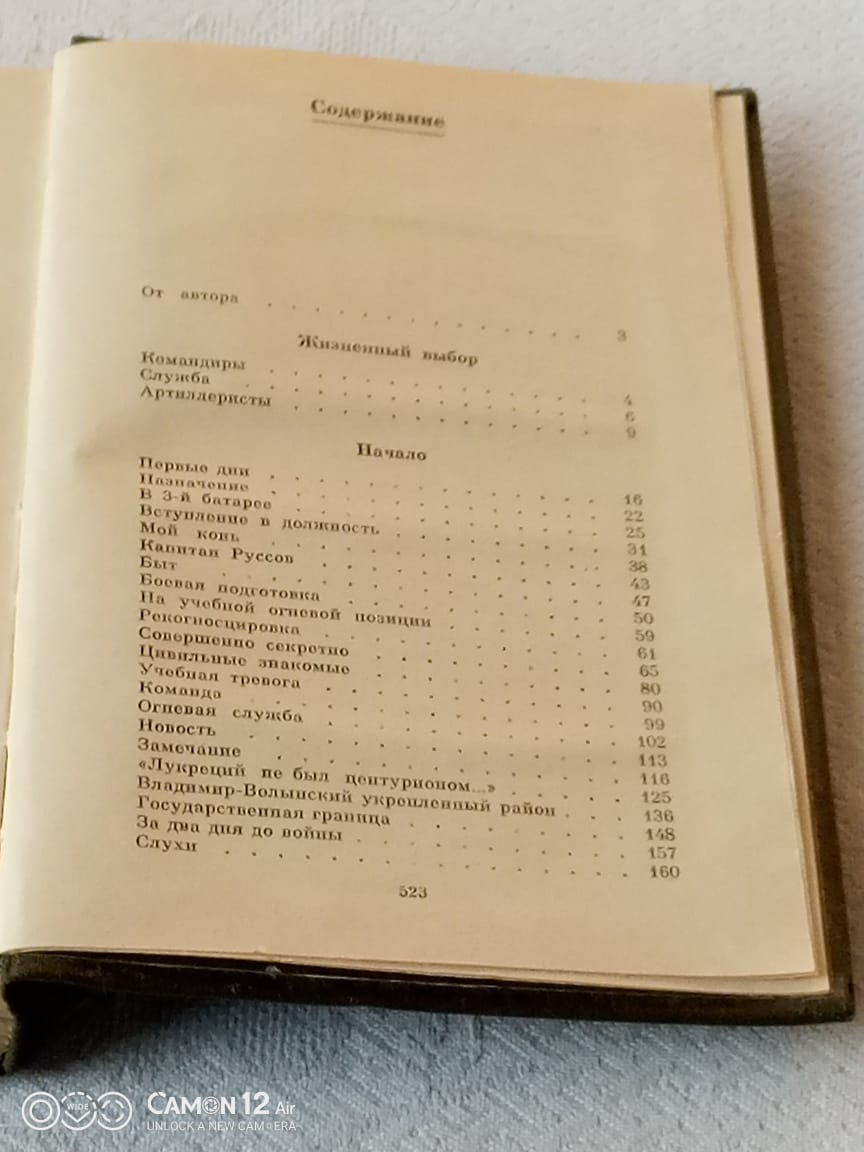 Содержание
От автора . . . . . . . . . . . . . 3
Жизненный выбор
Командиры . . . . . . . . . . . . . 4
Служба . . . . . . . . . . . . . . 6
Артиллеристы . . . . . . . . . . . . 9
Начало
Первые дни . . . . . . . . . . . . . 16
Назначение . . . . . . . . . . . . . 22
В 3-й батарее . . . . . . . . . . . . 25
Вступление в должность . . . . . . . . . 31
Мой конь . . . . . . . . . . . . . 38
Капитан Руссов . . . . . . . . . . . 43
Быт . . . . . . . . . . . . . . . 47
Боевая подготовка . . . . . . . . . . 50
На учебной огневой позиции . . . . . . . 59
Рекогносцировка . . . . . . . . . . . 61
Совершенно секретно . . . . . . . . . . 65
Цивильные знакомые . . . . . . . . . . 80
Учебная тревога . . . . . . . . . . . 90
Команда . . . . . . . . . . . . . . 99
Огневая служба . . . . . . . . . . . 102
Новость . . . . . . . . . . . . . . 113
Замечание . . . . . . . . . . . . . 116
«Лукреций не был центурионом...» . . . . . 125
Владимир-Волынский укрепленный район . . . 136
Государственная граница . . . . . . . . 148
За два дня до войны . . . . . . . . . . 157
Слухи . . . . . . . . . . . . . . 160
523
WIDE
CAMON 12 Air
UNLOCK A NEW CAMERA